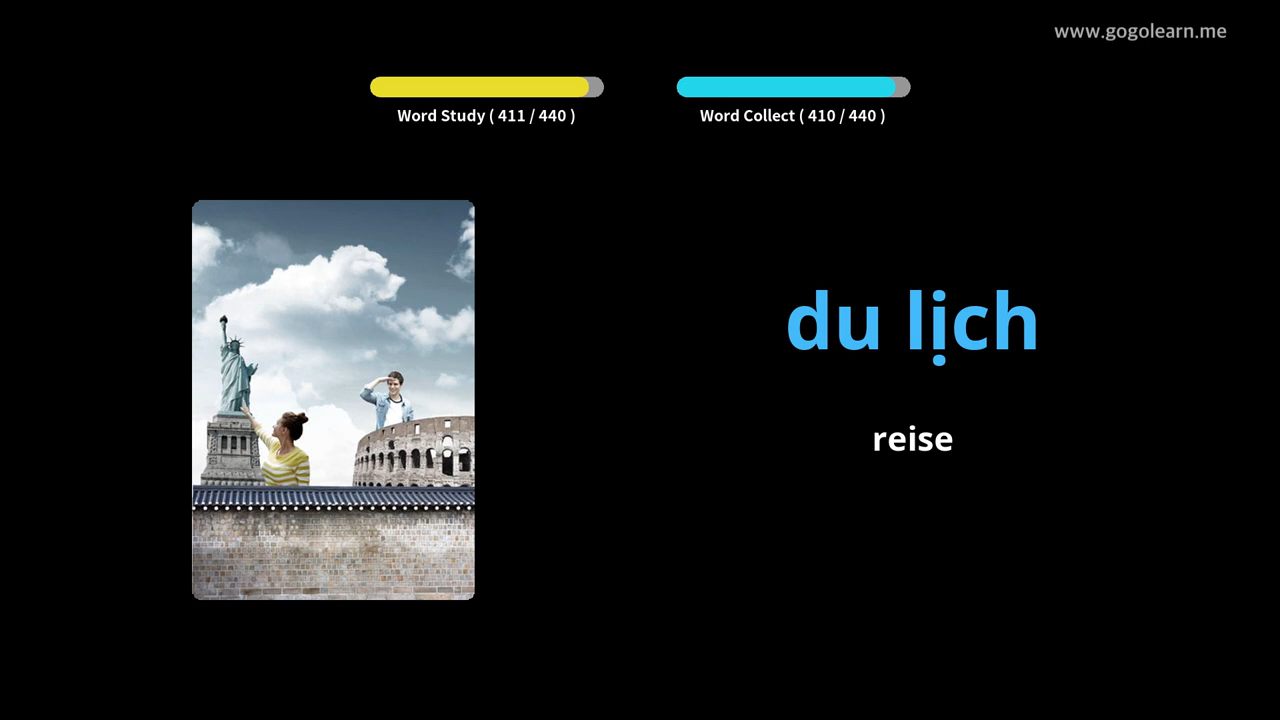 www.gogolearn.me
Word Study ( 411 / 440 )
Word Collect ( 410 / 440 )
du lịch
reise